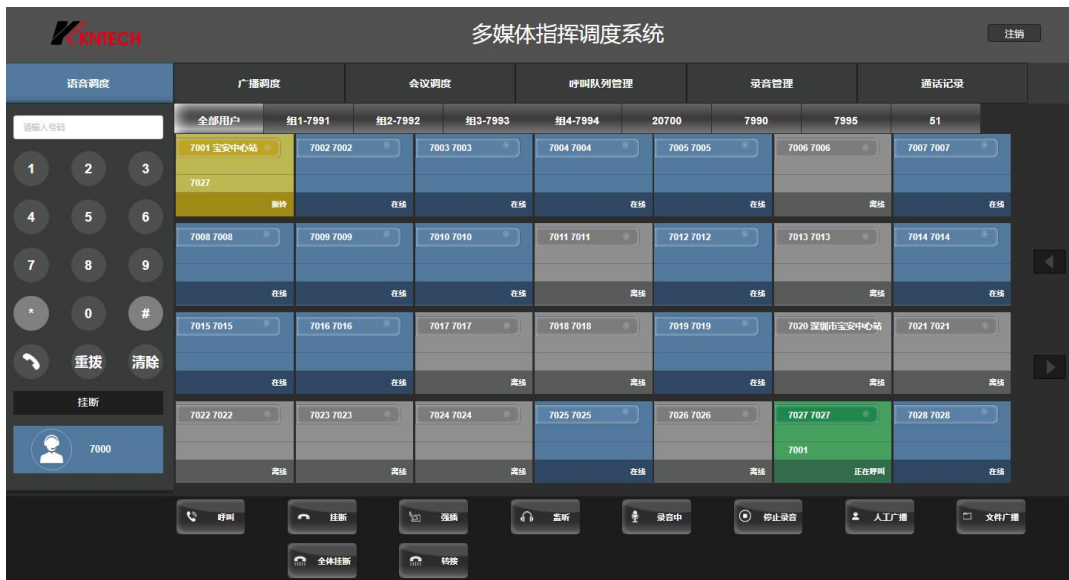 KNTECH
多媒体指挥调度系统
注销
语音调度 广播调度 会议调度 呼叫队列管理 录音管理 通话记录
请输入号码
全部用户 组1-7991 组2-7992 组3-7993 组4-7994 20700 7990 7995 51
7001 宝安中心站 7002 7002 7003 7003 7004 7004 7005 7005 7006 7006 7007 7007
1 2 3
7027
振铃 在线 在线 在线 在线 离线 在线
4 5 6
7008 7008 7009 7009 7010 7010 7011 7011 7012 7012 7013 7013 7014 7014
7 8 9
在线 在线 在线 离线 在线 离线 在线
* 0 #
7015 7015 7016 7016 7017 7017 7018 7018 7019 7019 7020 深圳市宝安中心站 7021 7021
重拨 清除
在线 在线 离线 离线 在线 离线 离线
挂断
7022 7022 7023 7023 7024 7024 7025 7025 7026 7026 7027 7027 7028 7028
7000
7001
离线 离线 离线 在线 离线 正在呼叫 在线
呼叫 挂断 强插 监听 录音中 停止录音 人工广播 文件广播
全体挂断 转接